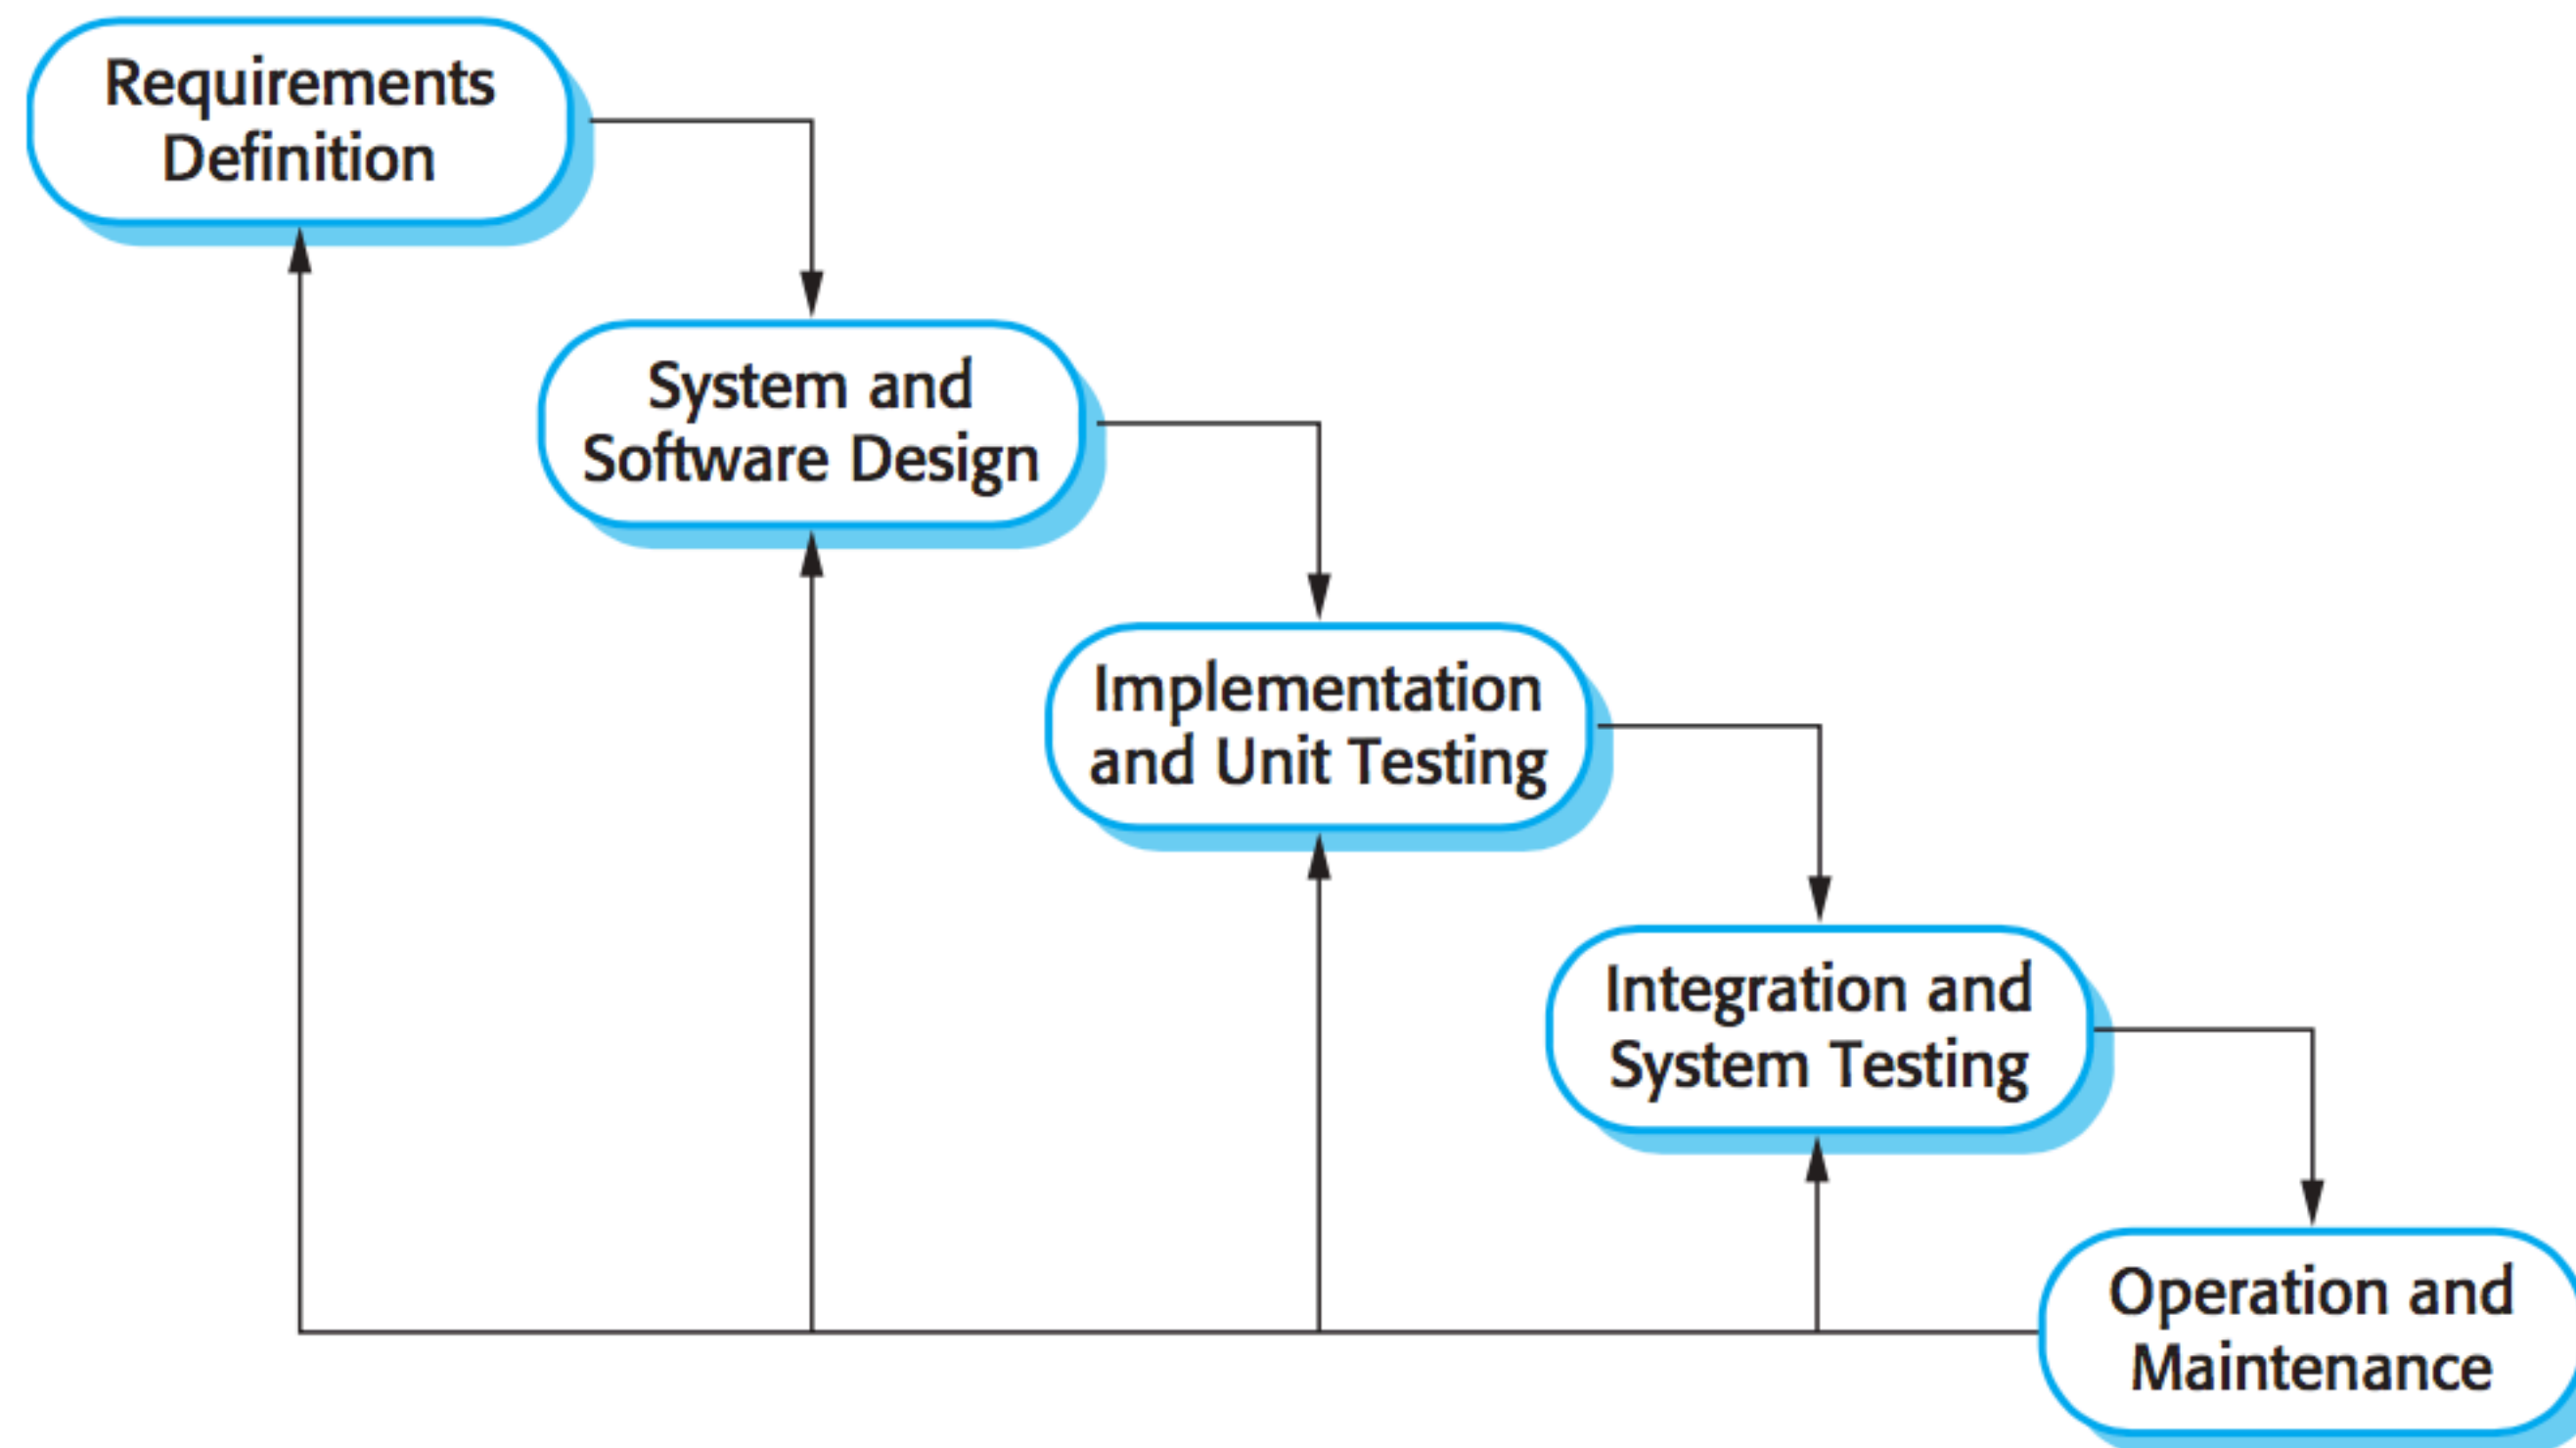 Requirements
Definition
System and
Software Design
Implementation
and Unit Testing
Integration and
System Testing
Operation and
Maintenance